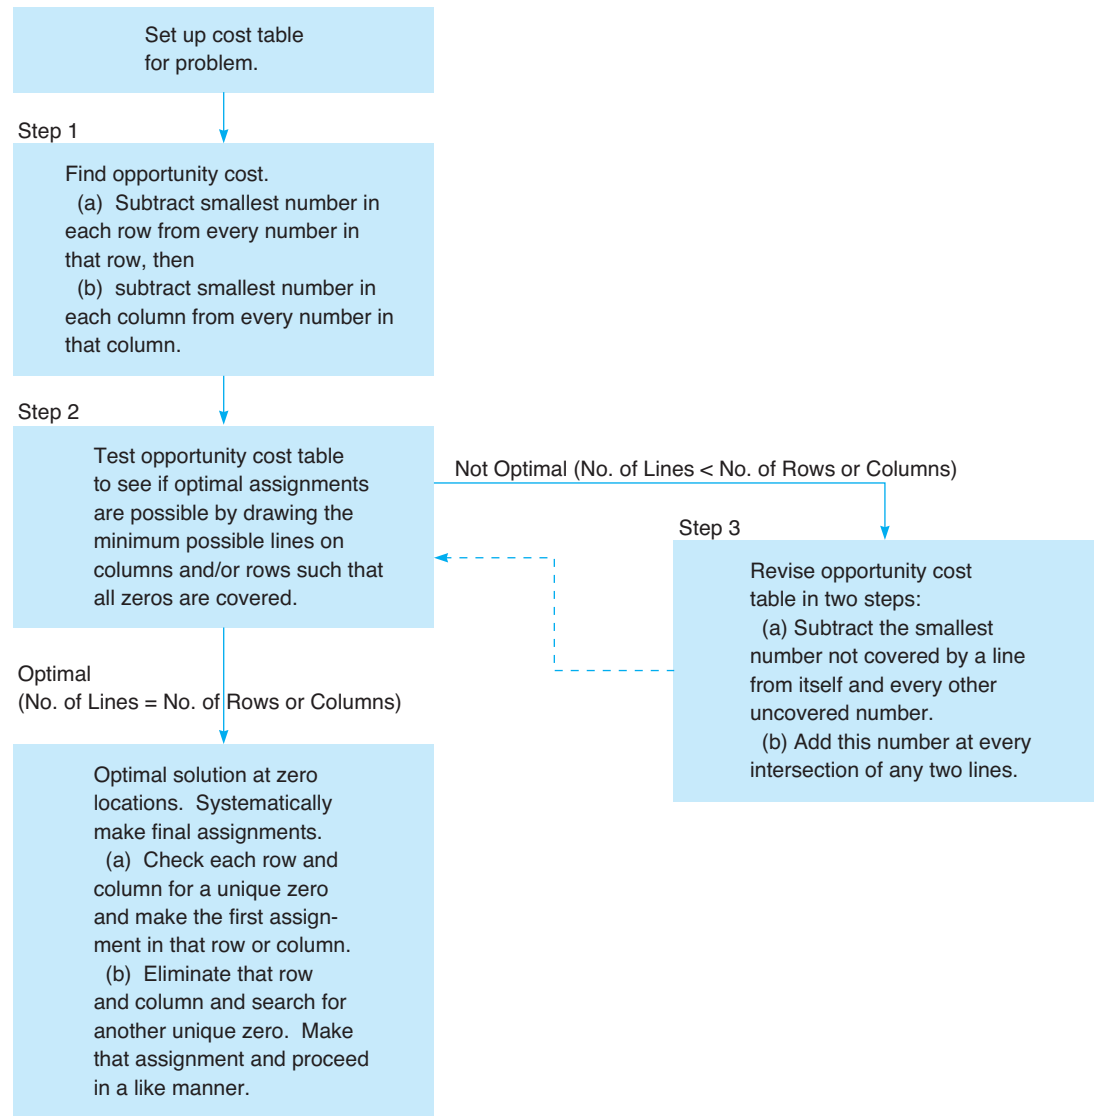 Set up cost table
for problem.
Step 1
Find opportunity cost.
(a) Subtract smallest number in
each row from every number in
that row, then
(b) subtract smallest number in
each column from every number in
that column.
Step 2
Test opportunity cost table
to see if optimal assignments
are possible by drawing the
minimum possible lines on
columns and/or rows such that
all zeros are covered.
Not Optimal (No. of Lines < No. of Rows or Columns)
Step 3
Revise opportunity cost
table in two steps:
(a) Subtract the smallest
number not covered by a line
from itself and every other
uncovered number.
(b) Add this number at every
intersection of any two lines.
Optimal
(No. of Lines = No. of Rows or Columns)
Optimal solution at zero
locations. Systematically
make final assignments.
(a) Check each row and
column for a unique zero
and make the first assign-
ment in that row or column.
(b) Eliminate that row
and column and search for
another unique zero. Make
that assignment and proceed
in a like manner.